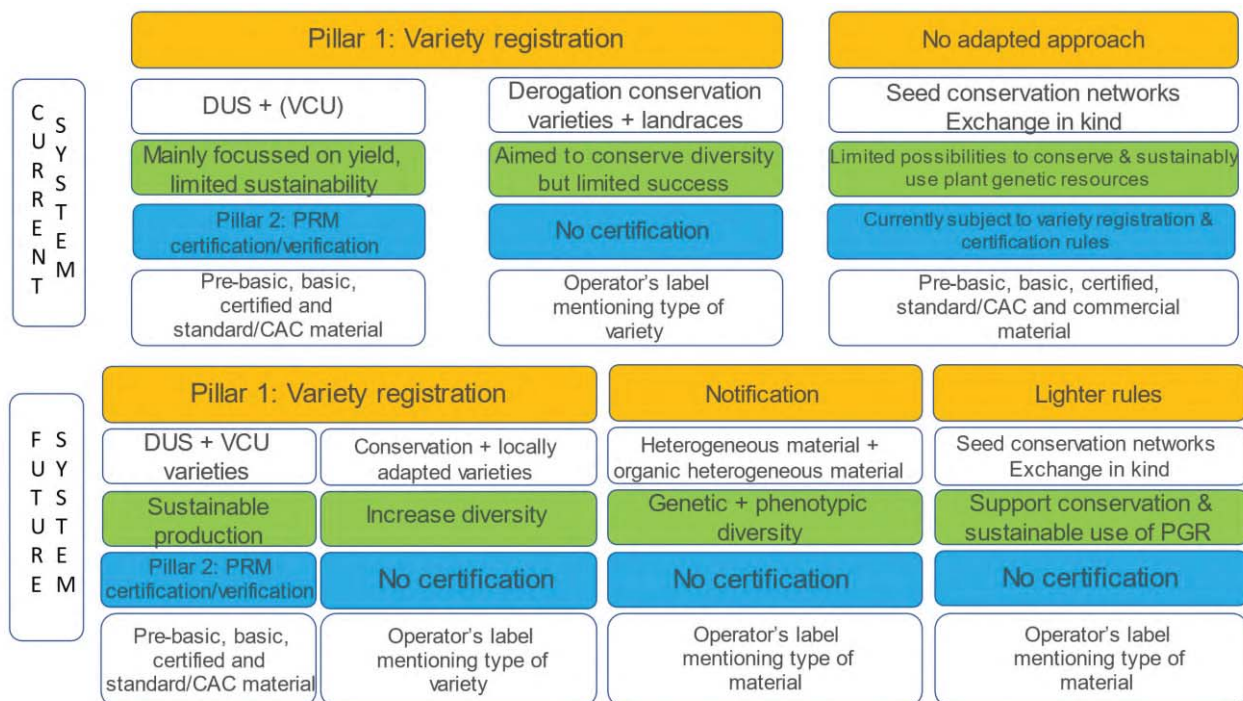 Pillar 1: Variety registration
No adapted approach
CURRENT
SYSTEM
DUS + (VCU)
Derogation conservation
varieties + landraces
Seed conservation networks
Exchange in kind
Mainly focussed on yield,
limited sustainability
Aimed to conserve diversity
but limited success
Limited possibilities to conserve & sustainably
use plant genetic resources
Pillar 2: PRM
certification/verification
No certification
Currently subject to variety registration &
certification rules
Pre-basic, basic,
certified and
standard/CAC material
Operator's label
mentioning type of
variety
Pre-basic, basic, certified,
standard/CAC and commercial
material
Pillar 1: Variety registration
Notification
Lighter rules
FUTURE
SYSTEM
DUS + VCU
varieties
Conservation + locally
adapted varieties
Heterogeneous material +
organic heterogeneous material
Seed conservation networks
Exchange in kind
Sustainable
production
Increase diversity
Genetic + phenotypic
diversity
Support conservation &
sustainable use of PGR
Pillar 2: PRM
certification/verification
No certification
No certification
No certification
Pre-basic, basic,
certified and
standard/CAC material
Operator's label
mentioning type of
variety
Operator's label
mentioning type of
material
Operator's label
mentioning type of
material